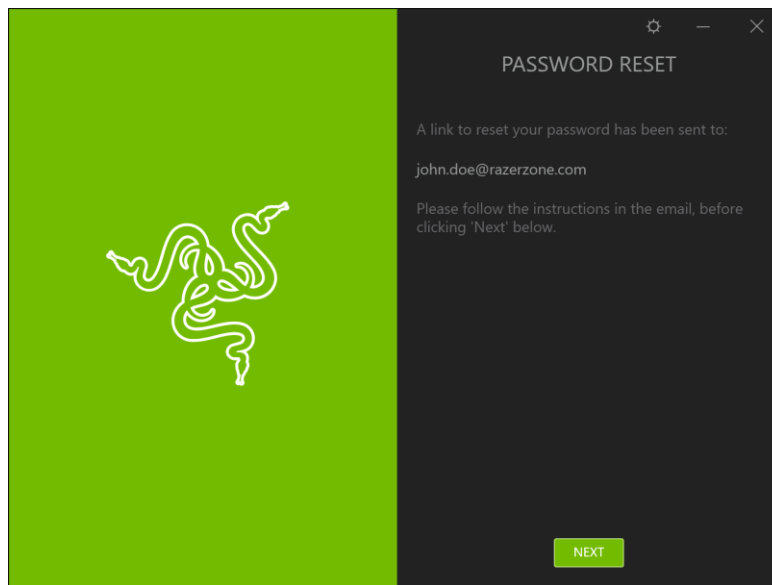 PASSWORD RESET
A link to reset your password has been sent to:
john.doe@razerzone.com
Please follow the instructions in the email, before
clicking 'Next' below.
NEXT